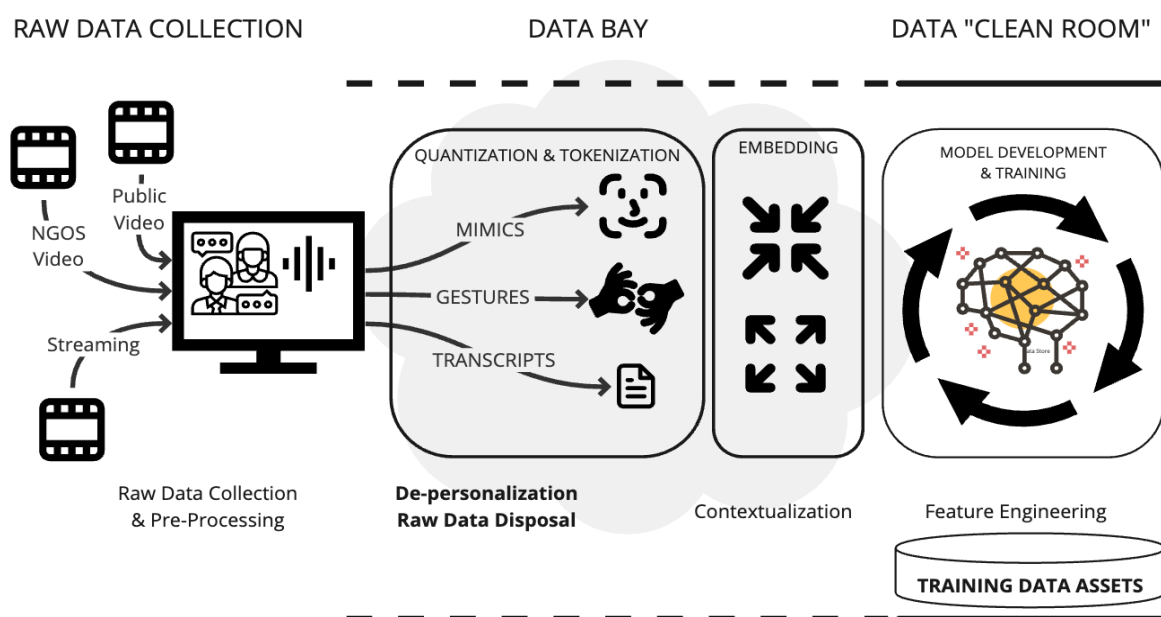 RAW DATA COLLECTION
DATA BAY
DATA "CLEAN ROOM"
Public
Video
NGOS
Video
Streaming
QUANTIZATION & TOKENIZATION
MIMICS
GESTURES
TRANSCRIPTS
EMBEDDING
MODEL DEVELOPMENT
& TRAINING
Raw Data Collection
& Pre-Processing
De-personalization
Raw Data Disposal
Contextualization
Feature Engineering
TRAINING DATA ASSETS